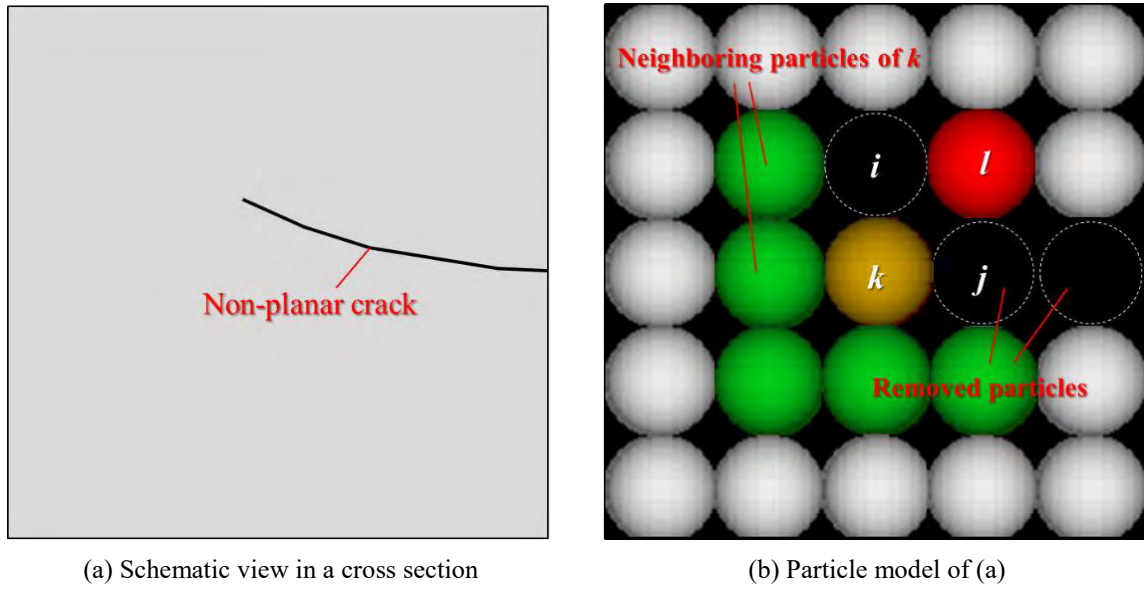 Non-planar crack
(a) Schematic view in a cross section
Neighboring particles of k
i
l
k
j
Removed particles
(b) Particle model of (a)